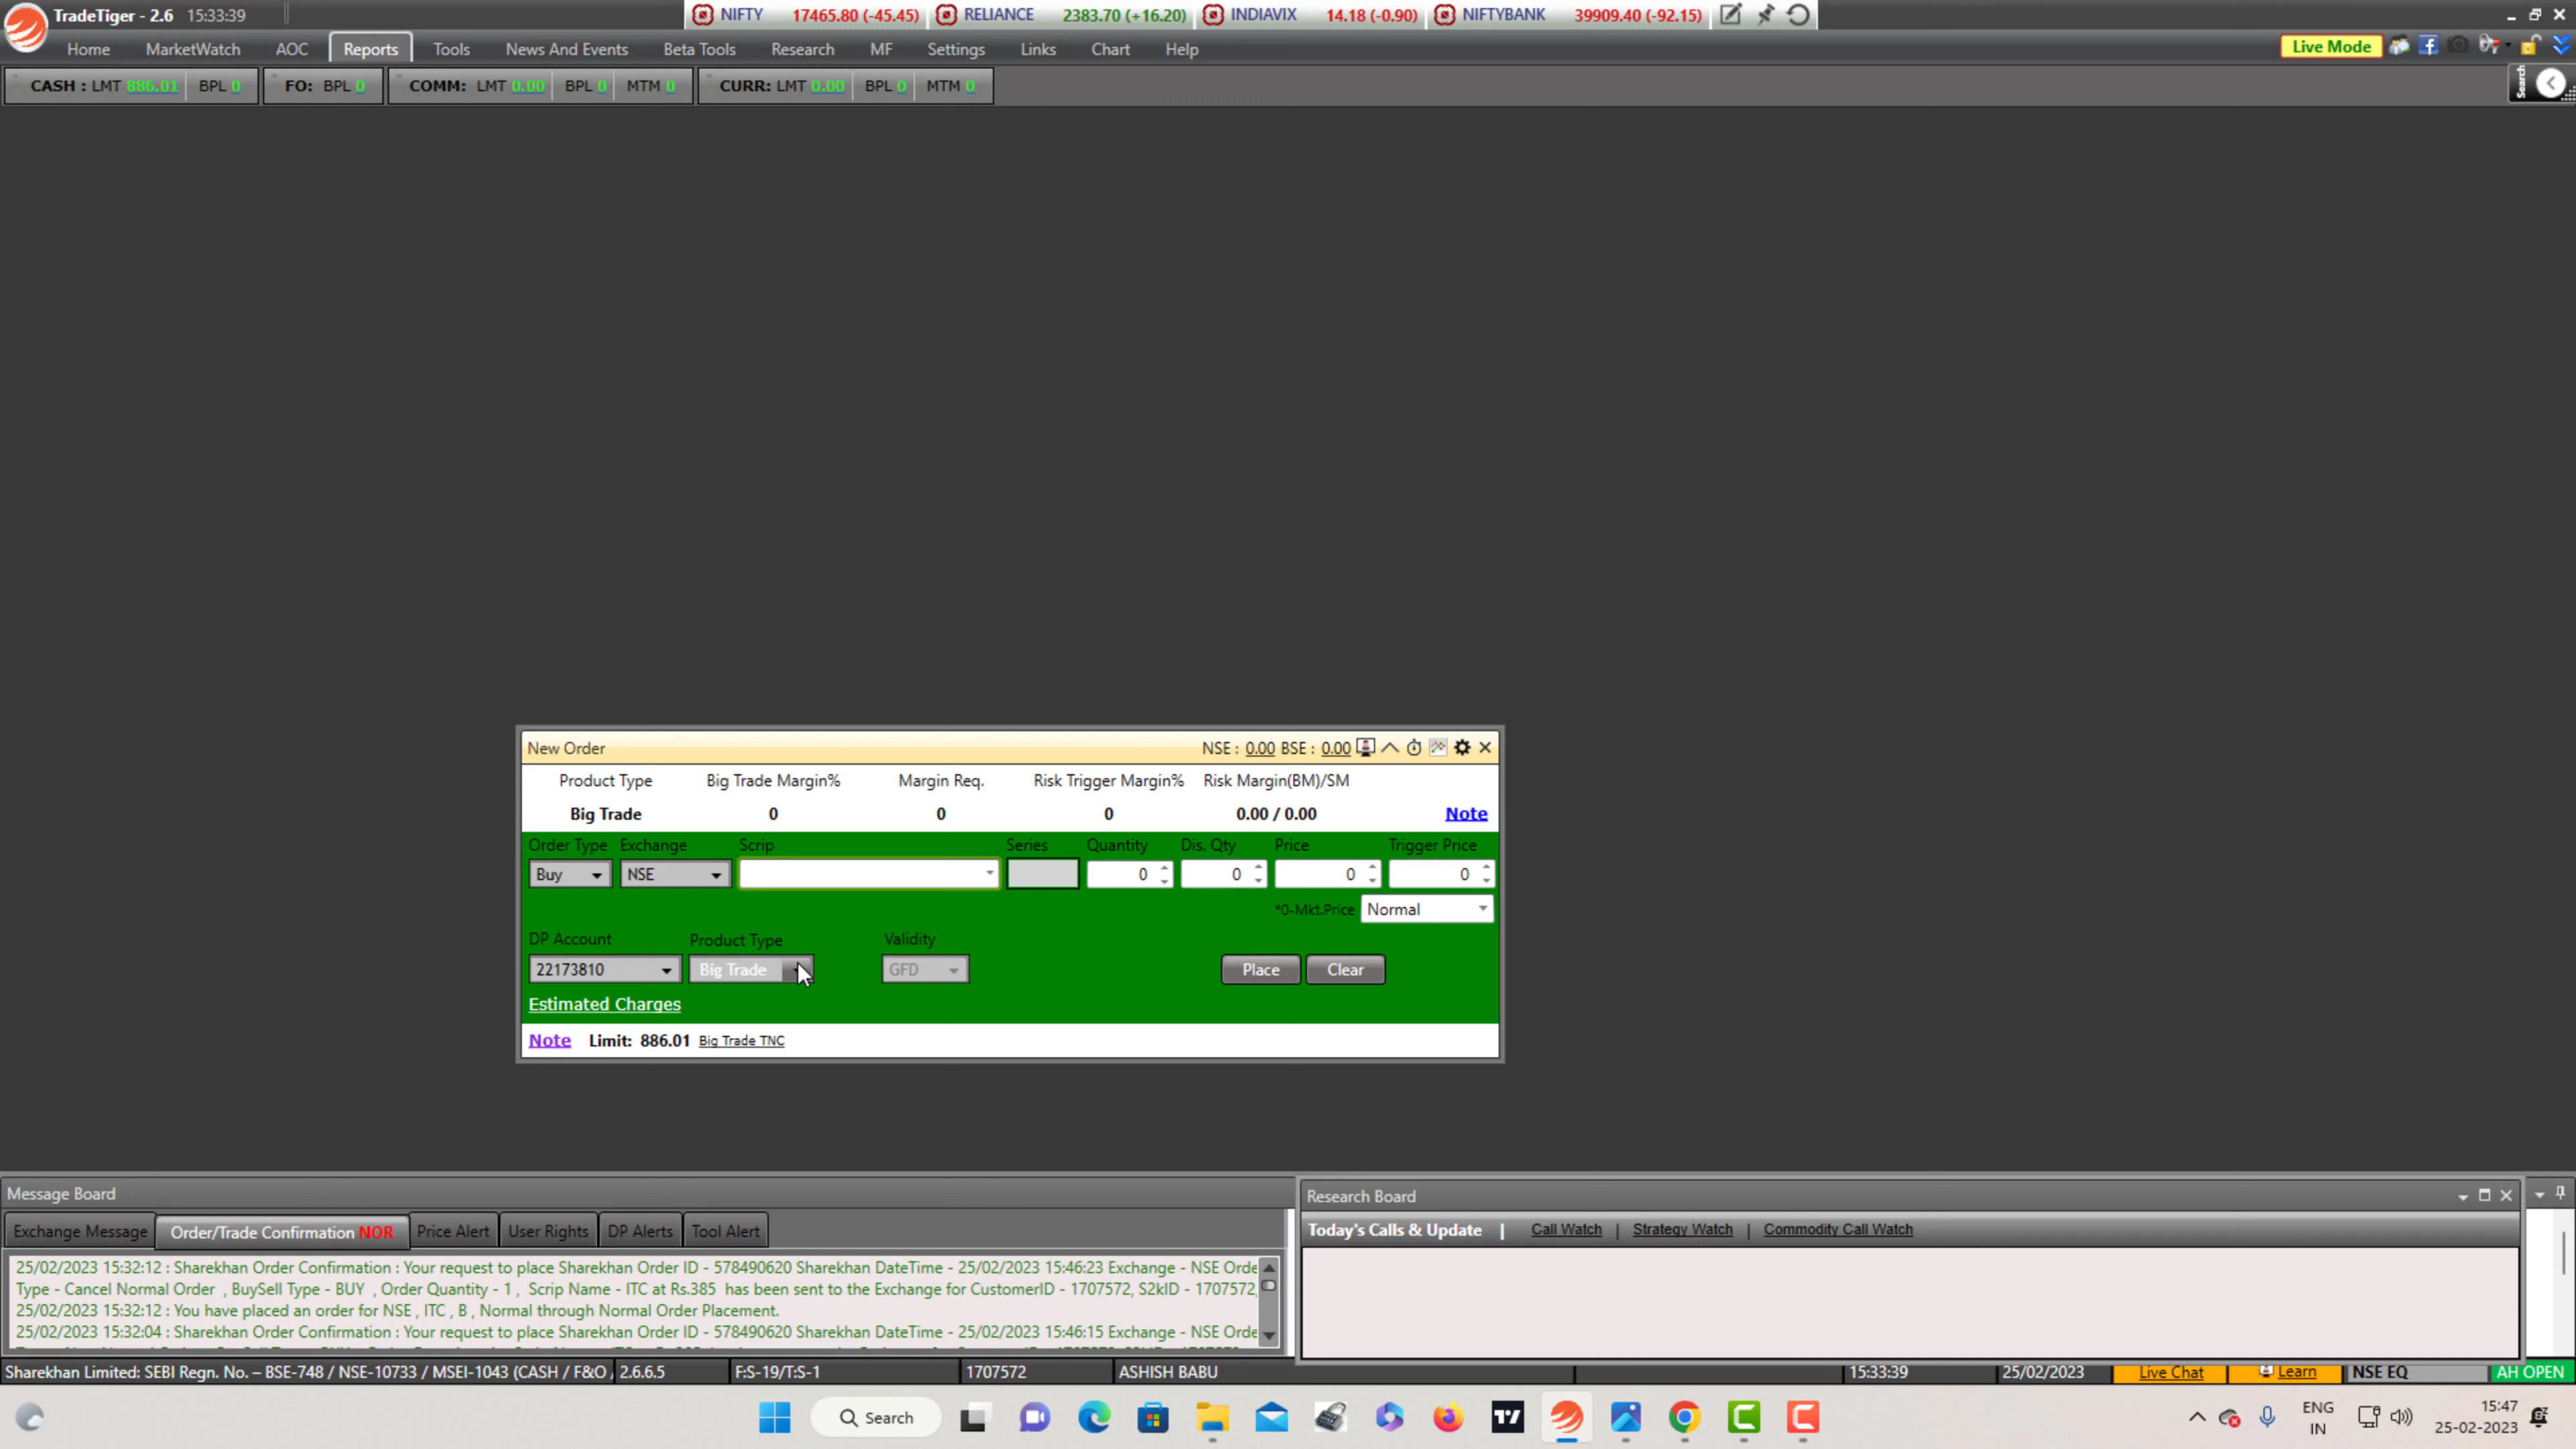 TradeTiger - 2.6 15:33:39 NIFTY 17465.80 (-45.45) RELIANCE 2383.70 (+16.20) INDIAVIX 14.18 (-0.90) NIFTYBANK 39909.40 (-92.15)
Home MarketWatch AOC Reports Tools News And Events Beta Tools Research MF Settings Links Chart Help Live Mode
CASH : LMT 886.01 BPL 0 FO: BPL 0 COMM: LMT 0.00 BPL 0 MTM 0 CURR: LMT 0.00 BPL 0 MTM 0 Search
New Order NSE : 0.00 BSE : 0.00
Product Type Big Trade Margin% Margin Req. Risk Trigger Margin% Risk Margin(BM)/SM
Big Trade 0 0 0 0.00 / 0.00 Note
Order Type Exchange Scrip Series Quantity Dis. Qty Price Trigger Price
Buy NSE 0 0 0 0
*0-Mkt.Price Normal
DP Account Product Type Validity
22173810 Big Trade GFD Place Clear
Estimated Charges
Note Limit: 886.01 Big Trade TNC
Message Board
Exchange Message Order/Trade Confirmation NOR Price Alert User Rights DP Alerts Tool Alert
25/02/2023 15:32:12 : Sharekhan Order Confirmation : Your request to place Sharekhan Order ID - 578490620 Sharekhan DateTime - 25/02/2023 15:46:23 Exchange - NSE Orde
Type - Cancel Normal Order , BuySell Type - BUY , Order Quantity - 1 , Scrip Name - ITC at Rs.385 has been sent to the Exchange for CustomerID - 1707572, S2kID - 1707572,
25/02/2023 15:32:12 : You have placed an order for NSE , ITC , B , Normal through Normal Order Placement.
25/02/2023 15:32:04 : Sharekhan Order Confirmation : Your request to place Sharekhan Order ID - 578490620 Sharekhan DateTime - 25/02/2023 15:46:15 Exchange - NSE Orde
Research Board
Today's Calls & Update | Call Watch | Strategy Watch | Commodity Call Watch
Sharekhan Limited: SEBI Regn. No. – BSE-748 / NSE-10733 / MSEI-1043 (CASH / F&O 2.6.6.5 F:S-19/T:S-1 1707572 ASHISH BABU 15:33:39 25/02/2023 Live Chat Learn NSE EQ AH OPEN
Search
ENG
IN
15:47
25-02-2023